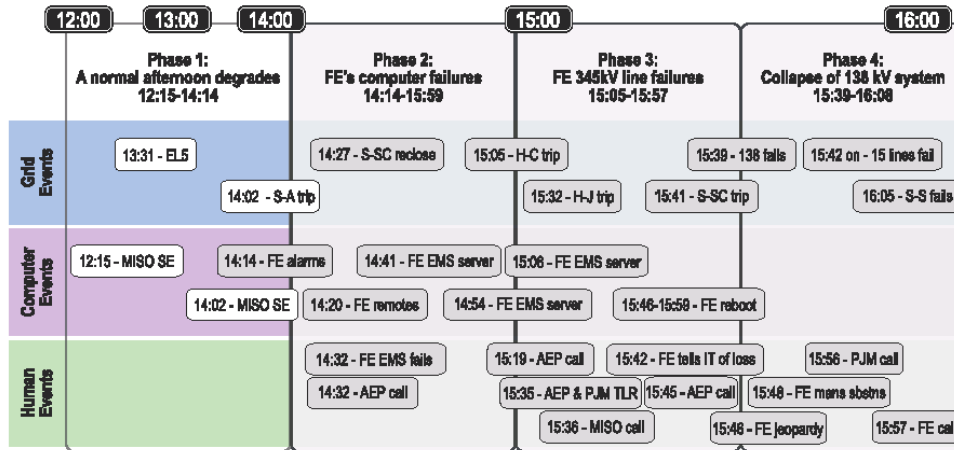 12:00
13:00
14:00
15:00
16:00
Phase 1:
A normal afternoon degrades
12:15-14:14
Phase 2:
FE's computer failures
14:14-15:59
Phase 3:
FE 345kV line failures
15:05-15:57
Phase 4:
Collapse of 138 kV system
15:39-16:08
Grid
Events
13:31 - EL5
14:27 - S-SC reclose
15:05 - H-C trip
15:39 - 138 fails
15:42 on - 15 lines fail
14:02 - S-A trip
15:32 - H-J trip
15:41 - S-SC trip
16:05 - S-S fails
Computer
Events
12:15 - MISO SE
14:14 - FE alarms
14:41 - FE EMS server
15:08 - FE EMS server
14:02 - MISO SE
14:20 - FE remotes
14:54 - FE EMS server
15:46-15:59 - FE reboot
Human
Events
14:32 - FE EMS fails
15:19 - AEP call
15:42 - FE tells IT of loss
15:56 - PJM call
14:32 - AEP call
15:35 - AEP & PJM TLR
15:45 - AEP call
15:48 - FE mans sbstns
15:36 - MISO call
15:46 - FE jeopardy
15:57 - FE cal